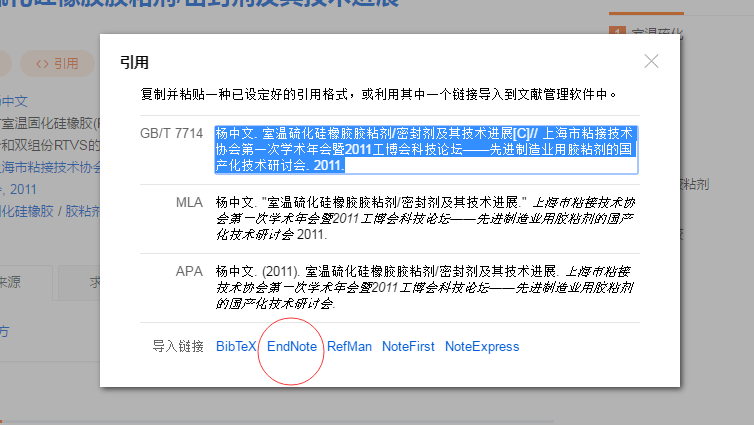 引用
杨中文
室温固化硅橡胶(R
和双组份RTVS的
上海市粘接技术协会
, 2011
化硅橡胶 / 胶粘剂
来源
求
方
1 室温硫化
胶粘剂
引用
复制并粘贴一种已设定好的引用格式，或利用其中一个链接导入到文献管理软件中。
GB/T 7714 杨中文. 室温硫化硅橡胶胶粘剂/密封剂及其技术进展[C]// 上海市粘接技术
协会第一次学术年会暨2011工博会科技论坛——先进制造业用胶粘剂的国
产化技术研讨会. 2011.
MLA 杨中文. "室温硫化硅橡胶胶粘剂/密封剂及其技术进展." 上海市粘接技术协
会第一次学术年会暨2011工博会科技论坛——先进制造业用胶粘剂的国产
化技术研讨会 2011.
APA 杨中文. (2011). 室温硫化硅橡胶胶粘剂/密封剂及其技术进展. 上海市粘接
技术协会第一次学术年会暨2011工博会科技论坛——先进制造业用胶粘剂
的国产化技术研讨会.
导入链接 BibTeX EndNote RefMan NoteFirst NoteExpress